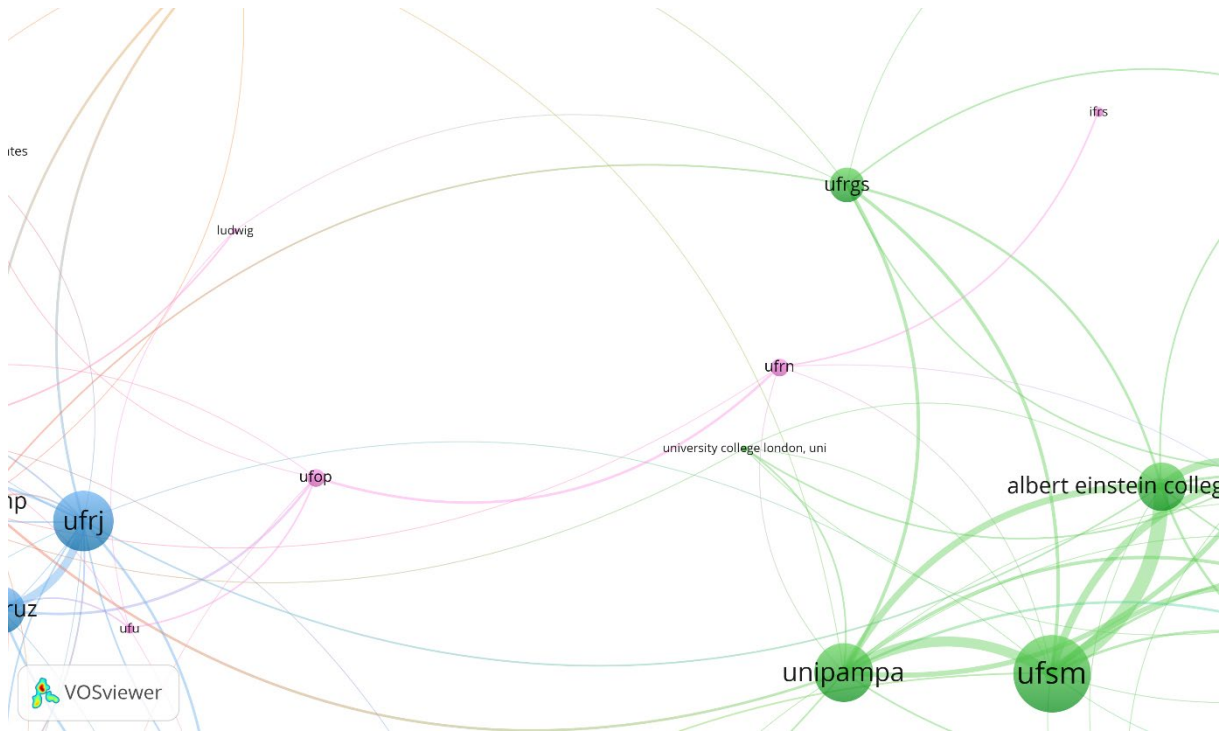 ifrs
ites
ufrgs
ludwig
ufrn
university college london, uni
ufop
albert einstein colleg
np
ufrj
ruz
ufu
unipampa
ufsm
VOSviewer